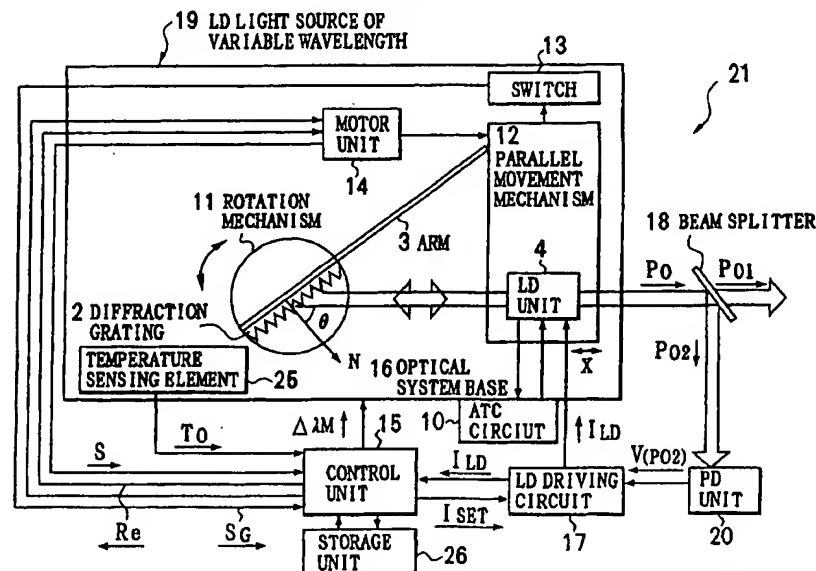 19 LD LIGHT SOURCE OF
VARIABLE WAVELENGTH
13
SWITCH
21
MOTOR
UNIT
14
12
PARALLEL
MOVEMENT
MECHANISM
11 ROTATION
MECHANISM
3 ARM
18 BEAM SPLITTER
4
LD
UNIT
PO
PO1
2 DIFFRACTION
GRATING
θ
N
X
PO2
TEMPERATURE
SENSING ELEMENT
25
16 OPTICAL
SYSTEM BASE
10
ATC
CIRCIUT
TO
ΔλM
15
ILD
S
CONTROL
UNIT
ILD
LD DRIVING
CIRCUIT
17
V(PO2)
PD
UNIT
20
Re
SG
ISET
STORAGE
UNIT
26